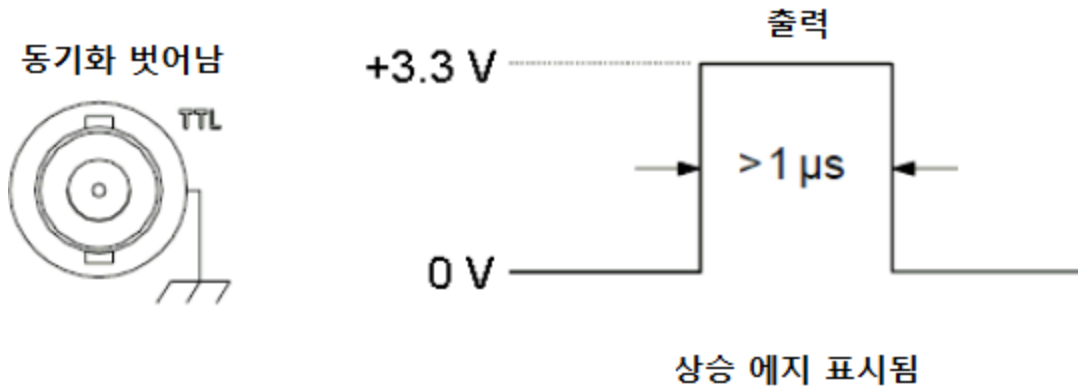 동기화 벗어남
TTL
출력
+3.3 V
>1 μs
0 V
상승 에지 표시됨